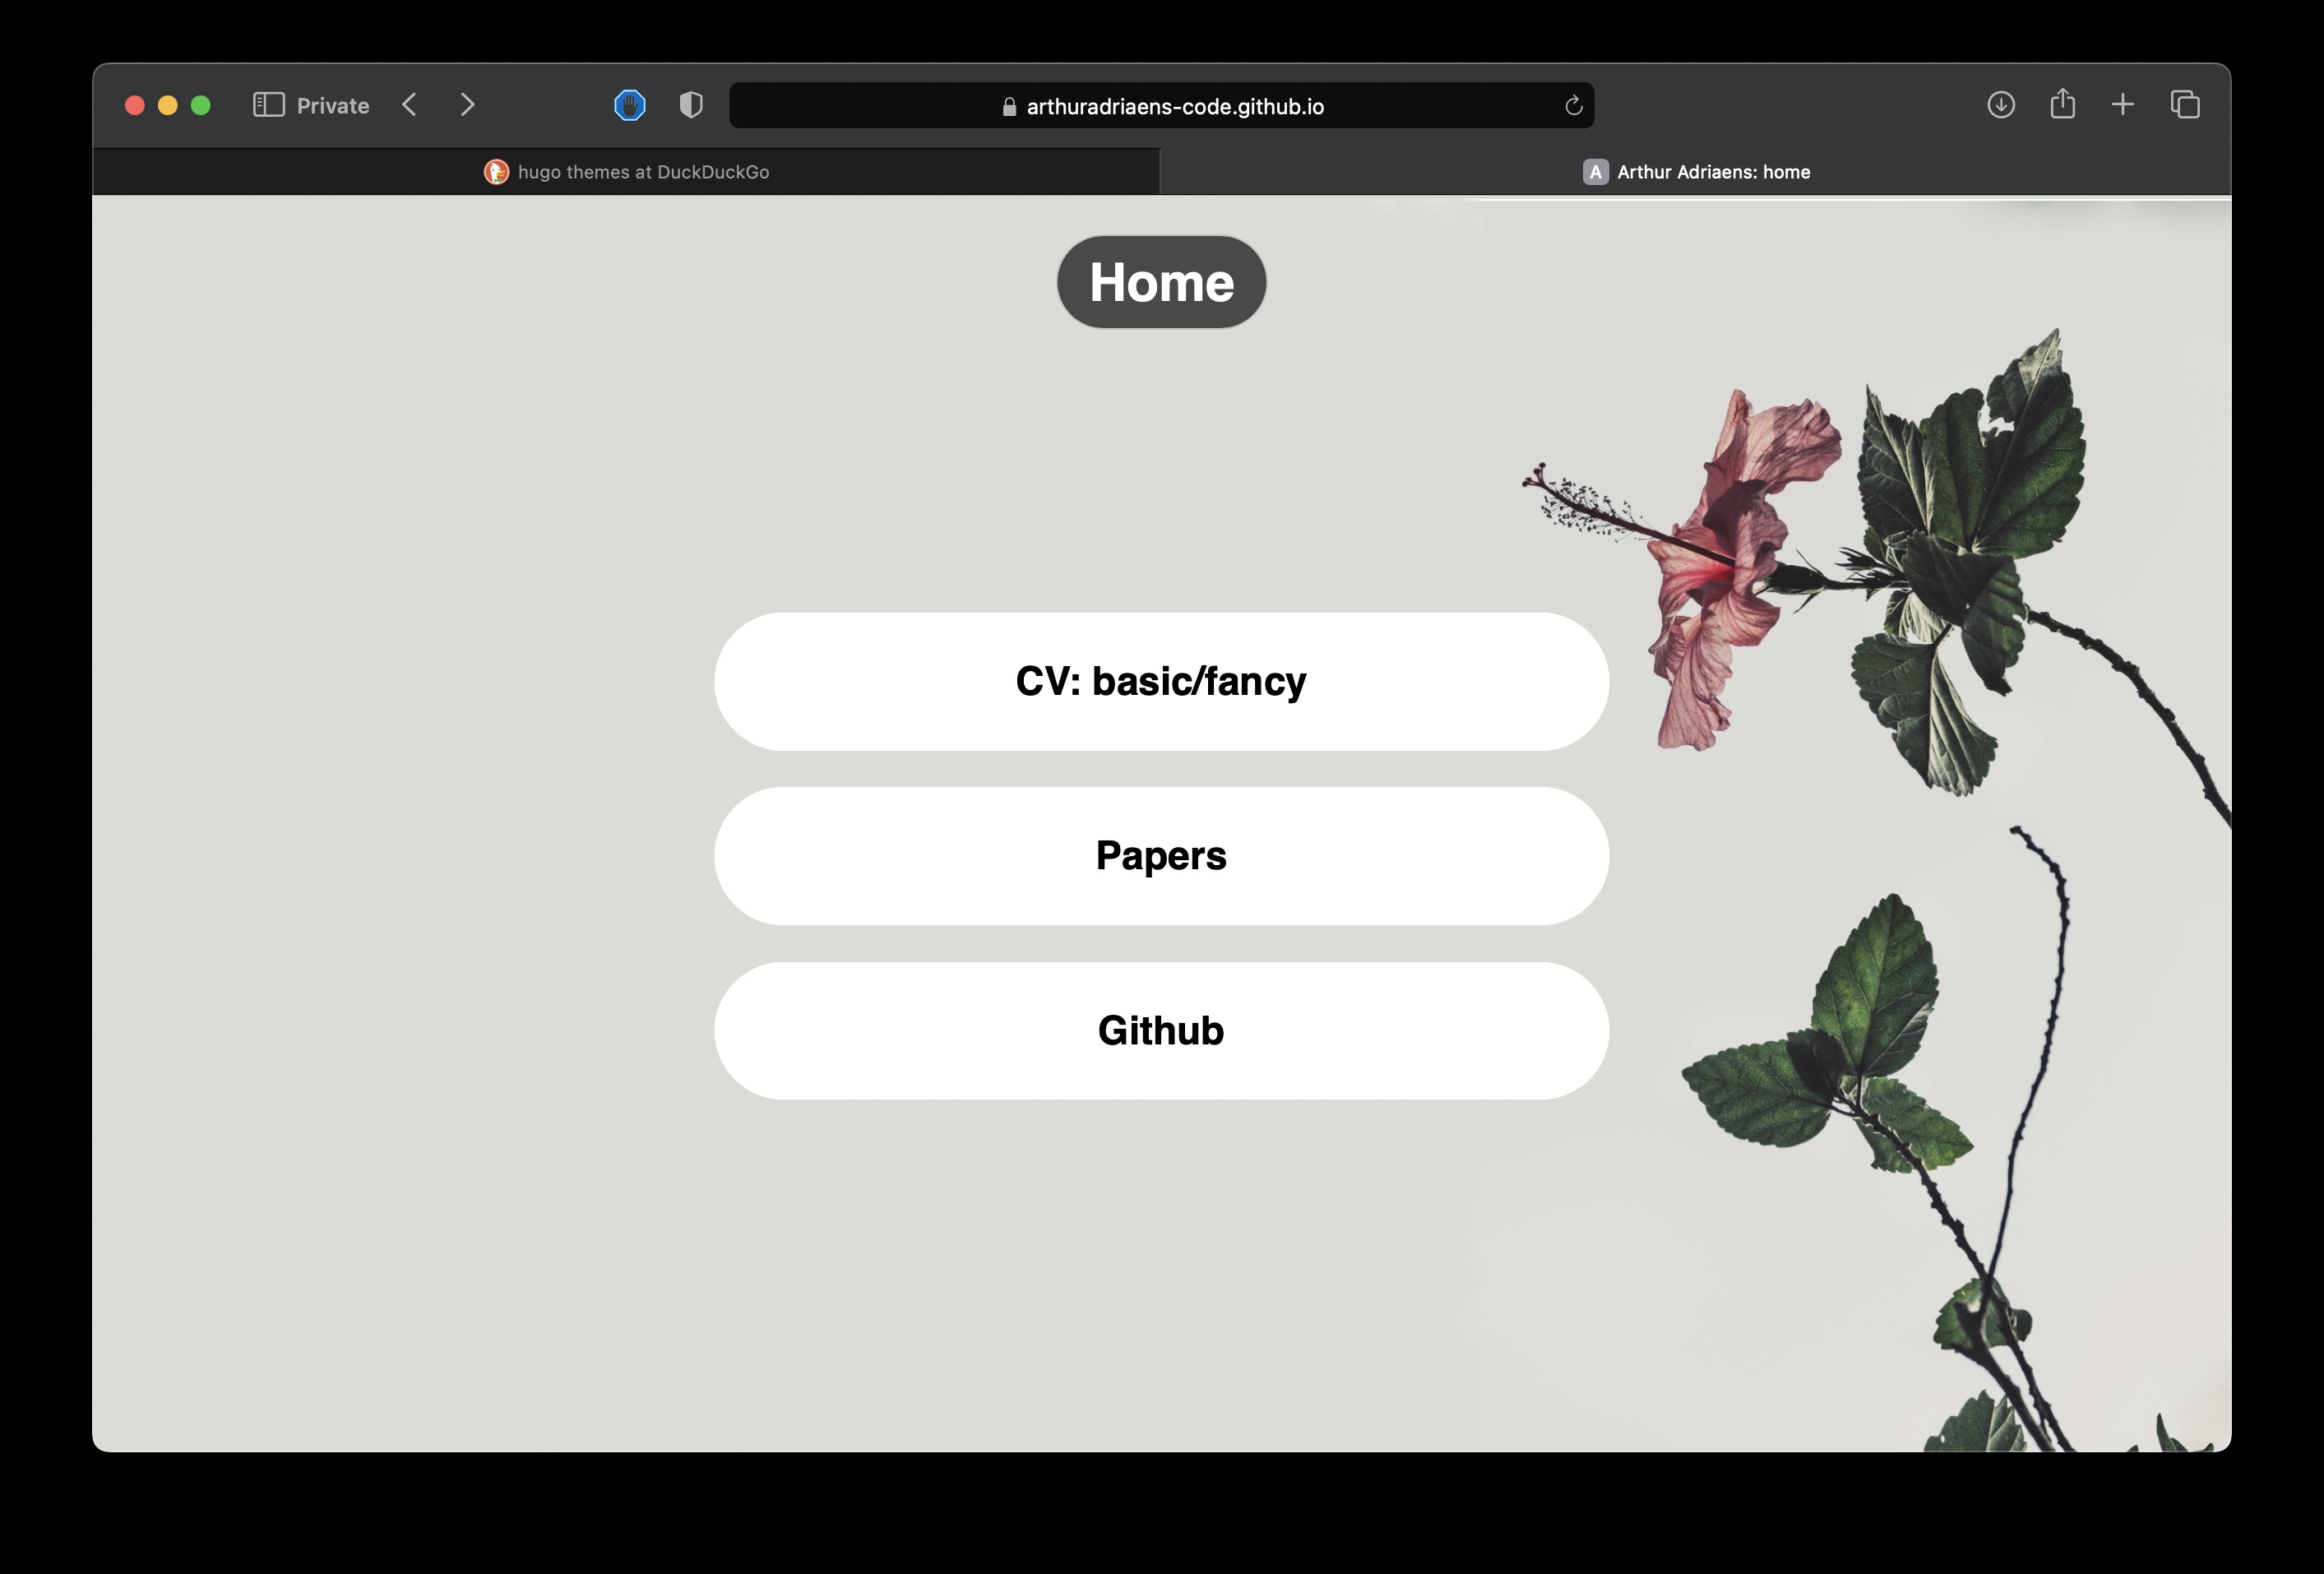 Private
arthuradriaens-code.github.io
hugo themes at DuckDuckGo
A Arthur Adriaens: home
Home
CV: basic/fancy
Papers
Github